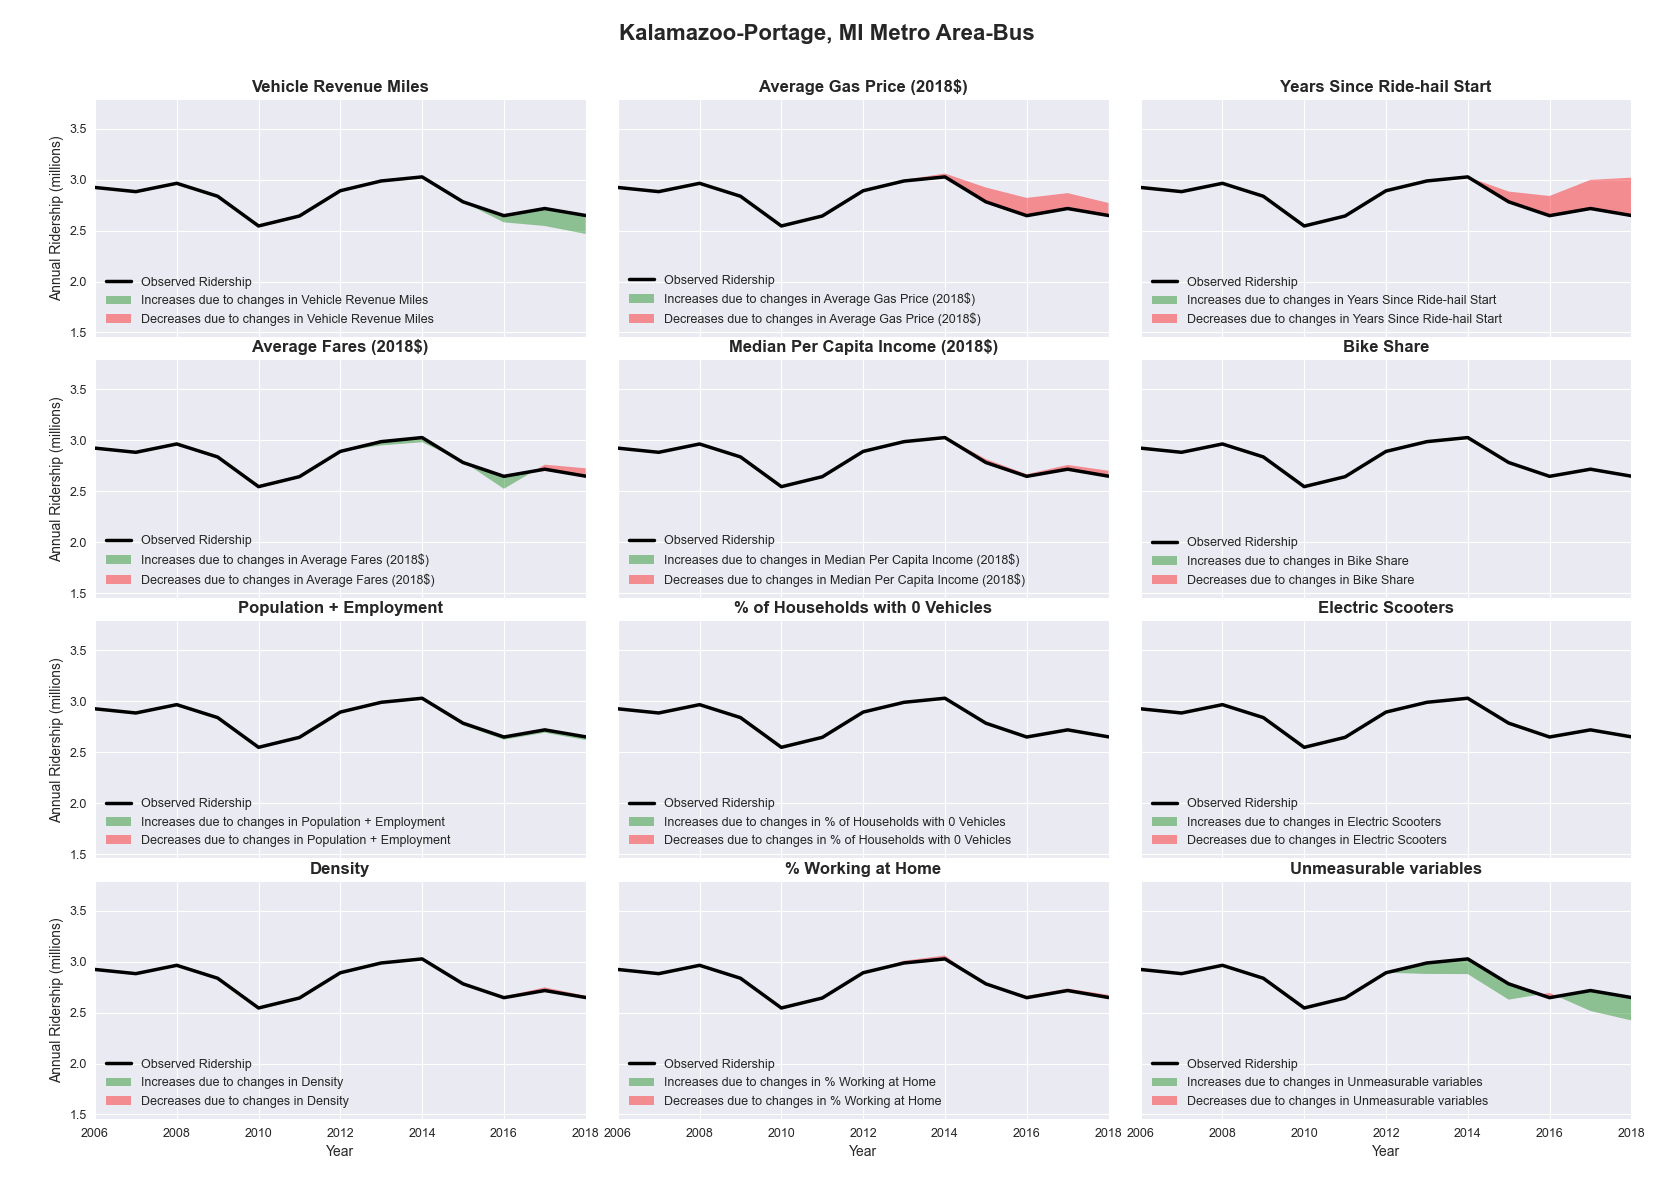 Kalamazoo-Portage, MI Metro Area-Bus
Vehicle Revenue Miles
Annual Ridership (millions)
3.5
3.0
2.5
2.0
1.5
Observed Ridership
Increases due to changes in Vehicle Revenue Miles
Decreases due to changes in Vehicle Revenue Miles
Average Gas Price (2018$)
Observed Ridership
Increases due to changes in Average Gas Price (2018$)
Decreases due to changes in Average Gas Price (2018$)
Years Since Ride-hail Start
Observed Ridership
Increases due to changes in Years Since Ride-hail Start
Decreases due to changes in Years Since Ride-hail Start
Average Fares (2018$)
Annual Ridership (millions)
3.5
3.0
2.5
2.0
1.5
Observed Ridership
Increases due to changes in Average Fares (2018$)
Decreases due to changes in Average Fares (2018$)
Median Per Capita Income (2018$)
Observed Ridership
Increases due to changes in Median Per Capita Income (2018$)
Decreases due to changes in Median Per Capita Income (2018$)
Bike Share
Observed Ridership
Increases due to changes in Bike Share
Decreases due to changes in Bike Share
Population + Employment
Annual Ridership (millions)
3.5
3.0
2.5
2.0
1.5
Observed Ridership
Increases due to changes in Population + Employment
Decreases due to changes in Population + Employment
% of Households with 0 Vehicles
Observed Ridership
Increases due to changes in % of Households with 0 Vehicles
Decreases due to changes in % of Households with 0 Vehicles
Electric Scooters
Observed Ridership
Increases due to changes in Electric Scooters
Decreases due to changes in Electric Scooters
Density
Annual Ridership (millions)
3.5
3.0
2.5
2.0
1.5
Observed Ridership
Increases due to changes in Density
Decreases due to changes in Density
2006 2008 2010 2012 2014 2016 2018
Year
% Working at Home
Observed Ridership
Increases due to changes in % Working at Home
Decreases due to changes in % Working at Home
2006 2008 2010 2012 2014 2016 2018
Year
Unmeasurable variables
Observed Ridership
Increases due to changes in Unmeasurable variables
Decreases due to changes in Unmeasurable variables
2006 2008 2010 2012 2014 2016 2018
Year